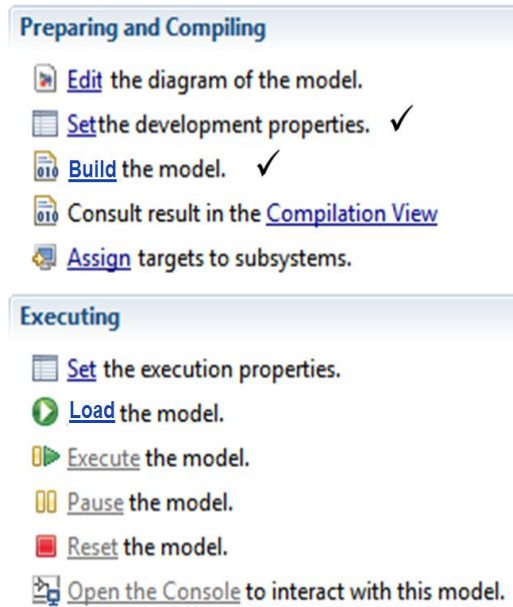 Preparing and Compiling
Edit the diagram of the model.
Setthe development properties. ✓
Build the model. ✓
Consult result in the Compilation View
Assign targets to subsystems.
Executing
Set the execution properties.
Load the model.
Execute the model.
Pause the model.
Reset the model.
Open the Console to interact with this model.